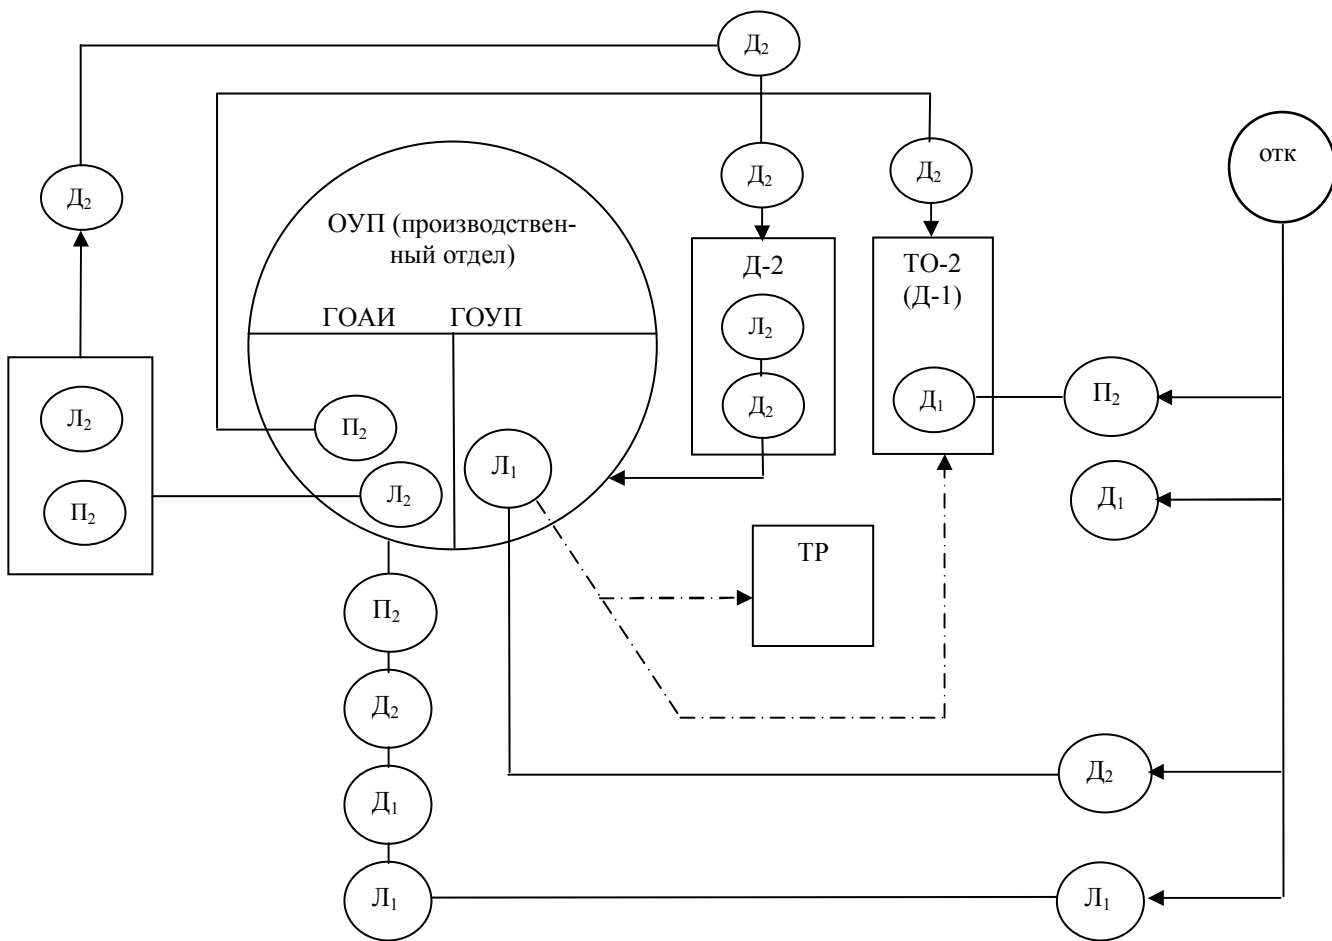 Д₂
Д₂
Д₂
Д₂
отк
ОУП (производствен-
ный отдел)
ГОАИ
ГОУП
Д-2
Л₂
Д₂
ТО-2
(Д-1)
Д₁
П₂
Л₂
П₂
П₂
Л₂
Л₁
Д₁
ТР
П₂
Д₂
Д₁
Л₁
Д₂
Л₁